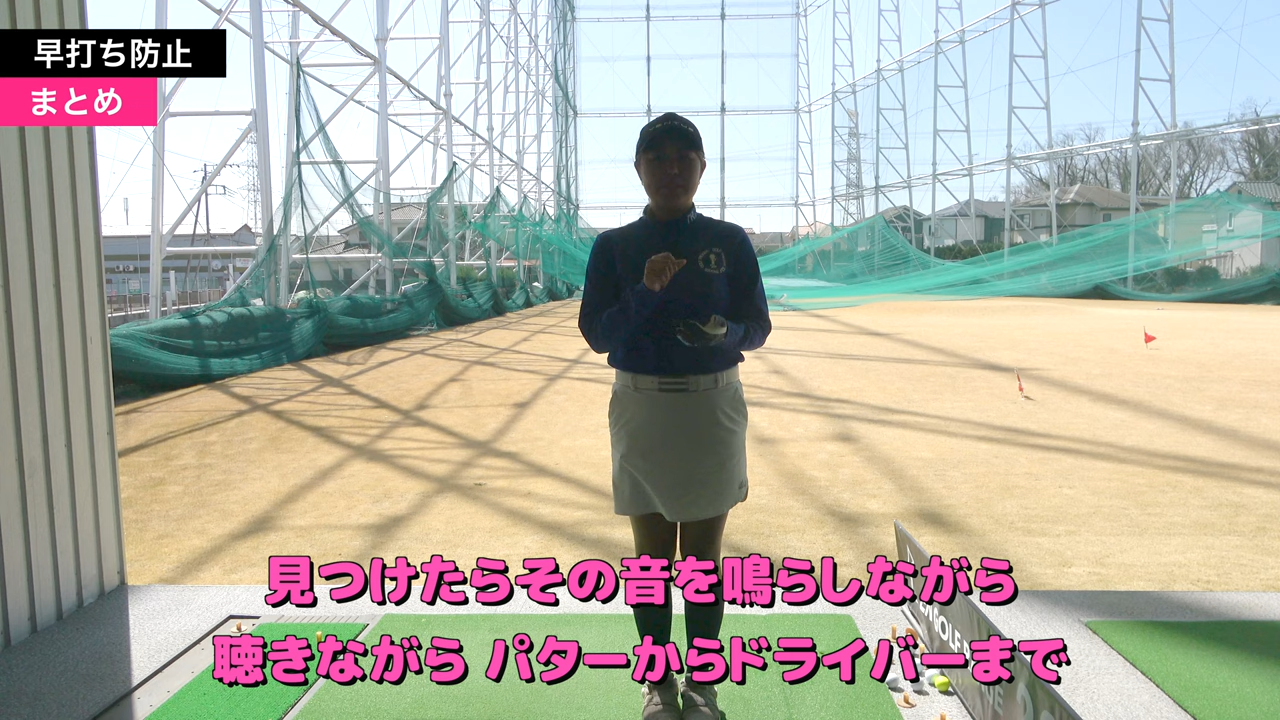 早打ち防止
まとめ
見つけたらその音を鳴らしながら
聴きながら パターからドライバーまで